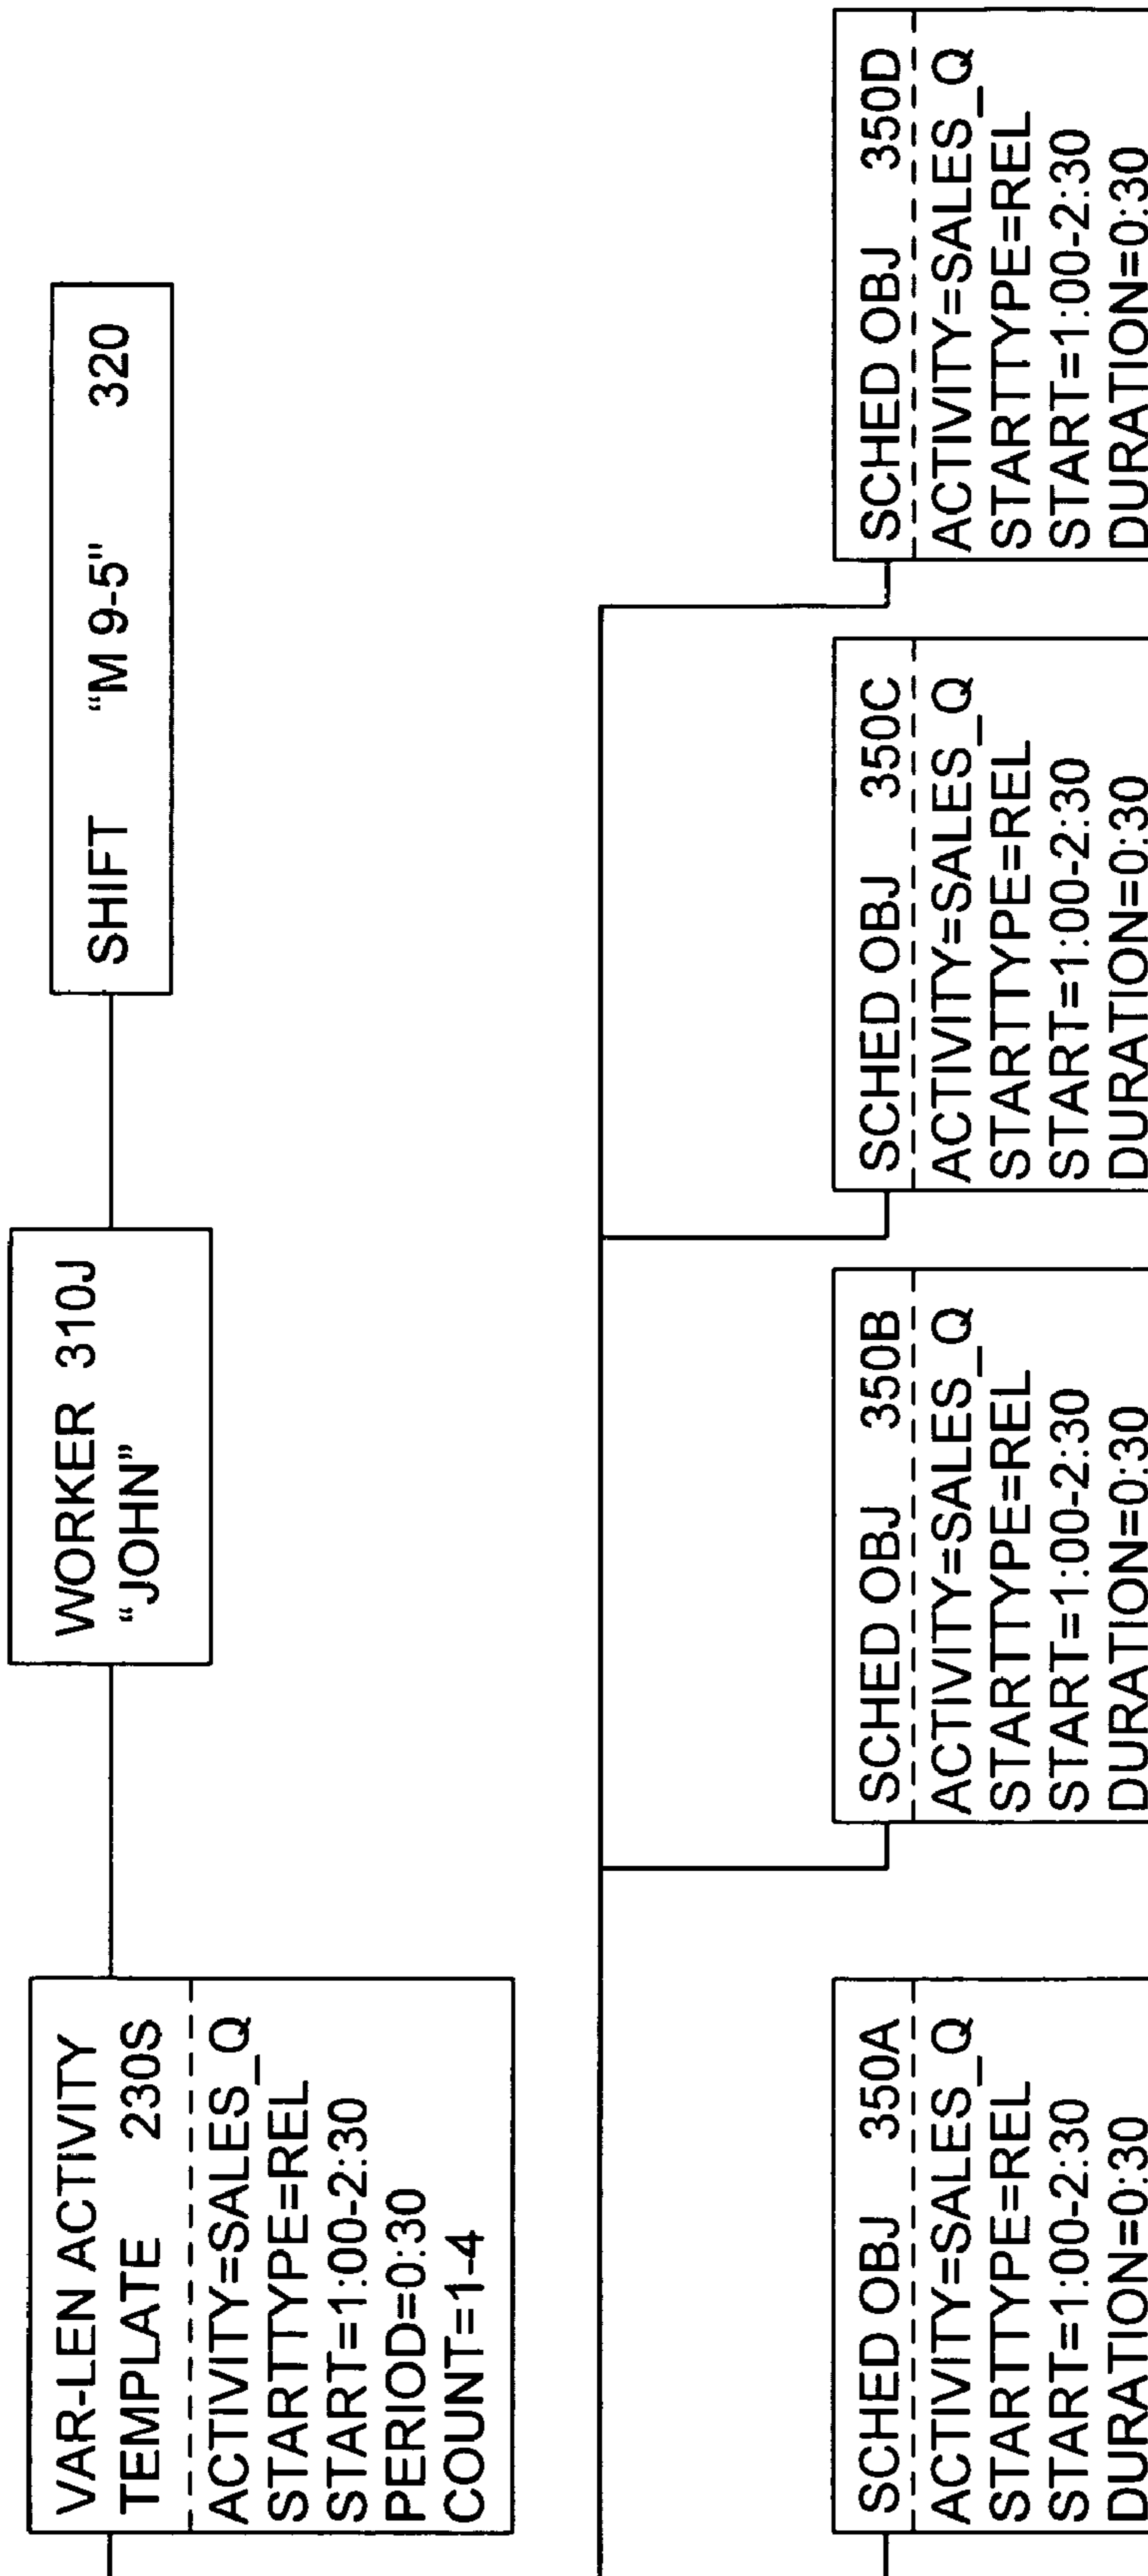 VAR-LEN ACTIVITY
TEMPLATE 230S
ACTIVITY=SALES_Q
STARTTYPE=REL
START=1:00-2:30
PERIOD=0:30
COUNT=1-4
WORKER 310J
“JOHN”
SHIFT “M 9-5” 320
SCHED OBJ 350A
ACTIVITY=SALES_Q
STARTTYPE=REL
START=1:00-2:30
DURATION=0:30
SCHED OBJ 350B
ACTIVITY=SALES_Q
STARTTYPE=REL
START=1:00-2:30
DURATION=0:30
SCHED OBJ 350C
ACTIVITY=SALES_Q
STARTTYPE=REL
START=1:00-2:30
DURATION=0:30
SCHED OBJ 350D
ACTIVITY=SALES_Q
STARTTYPE=REL
START=1:00-2:30
DURATION=0:30